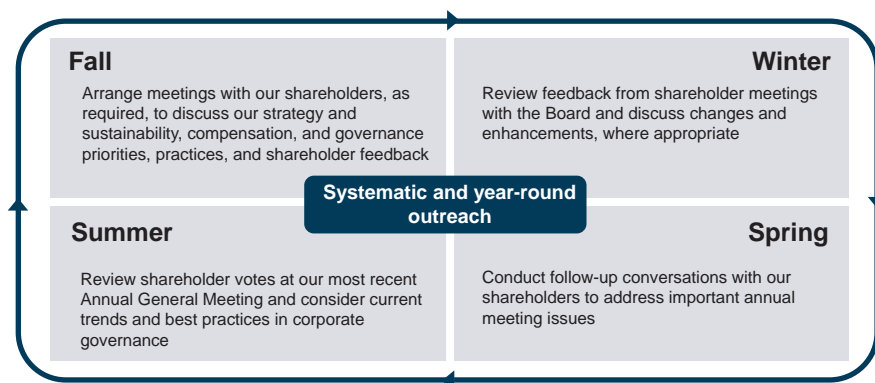 Fall
Arrange meetings with our shareholders, as
required, to discuss our strategy and
sustainability, compensation, and governance
priorities, practices, and shareholder feedback
Winter
Review feedback from shareholder meetings
with the Board and discuss changes and
enhancements, where appropriate
Systematic and year-round
outreach
Summer
Review shareholder votes at our most recent
Annual General Meeting and consider current
trends and best practices in corporate
governance
Spring
Conduct follow-up conversations with our
shareholders to address important annual
meeting issues